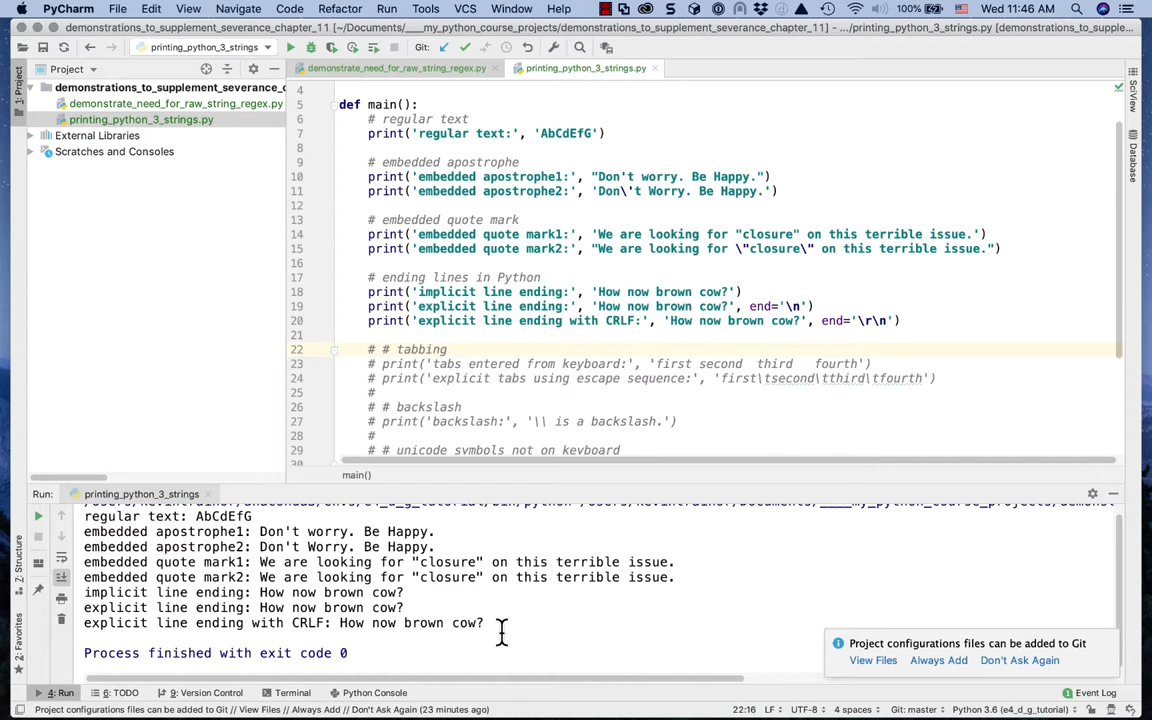 PyCharm File Edit View Navigate Code Refactor Run Tools VCS Window Help 100% Wed 11:46 AM
demonstrations_to_supplement_severance_chapter_11 [~/Documents/____my_python_course_projects/demonstrations_to_supplement_severance_chapter_11] - .../printing_python_3_strings.py
printing_python_3_strings Git:
Project
demonstrate_need_for_raw_string_regex.py printing_python_3_strings.py
1: Project
demonstrations_to_supplement_severance_c
demonstrate_need_for_raw_string_regex.py
printing_python_3_strings.py
External Libraries
Scratches and Consoles
SciView
Database
4
5 def main():
6 # regular text
7 print('regular text:', 'AbCdEfG')
8
9 # embedded apostrophe
10 print('embedded apostrophe1:', "Don't worry. Be Happy.")
11 print('embedded apostrophe2:', 'Don\'t Worry. Be Happy.')
12
13 # embedded quote mark
14 print('embedded quote mark1:', 'We are looking for "closure" on this terrible issue.')
15 print('embedded quote mark2:', "We are looking for \"closure\" on this terrible issue.")
16
17 # ending lines in Python
18 print('implicit line ending:', 'How now brown cow?')
19 print('explicit line ending:', 'How now brown cow?', end='\n')
20 print('explicit line ending with CRLF:', 'How now brown cow?', end='\r\n')
21
22 # # tabbing
23 # print('tabs entered from keyboard:', 'first second  third   fourth')
24 # print('explicit tabs using escape sequence:', 'first\tsecond\tthird\tfourth')
25 #
26 # # backslash
27 # print('backslash:', '\\ is a backslash.')
28 #
29 # # unicode symbols not on keyboard
30
main()
Run: printing_python_3_strings
regular text: AbCdEfG
embedded apostrophe1: Don't worry. Be Happy.
embedded apostrophe2: Don't Worry. Be Happy.
embedded quote mark1: We are looking for "closure" on this terrible issue.
embedded quote mark2: We are looking for "closure" on this terrible issue.
implicit line ending: How now brown cow?
explicit line ending: How now brown cow?
explicit line ending with CRLF: How now brown cow?
Process finished with exit code 0
7: Structure
2: Favorites
Project configurations files can be added to Git
View Files Always Add Don't Ask Again
4: Run 6: TODO 9: Version Control Terminal Python Console 1 Event Log
Project configurations files can be added to Git // View Files // Always Add // Don't Ask Again (23 minutes ago) 22:16 LF UTF-8 4 spaces Git: master Python 3.6 (e4_d_g_tutorial)